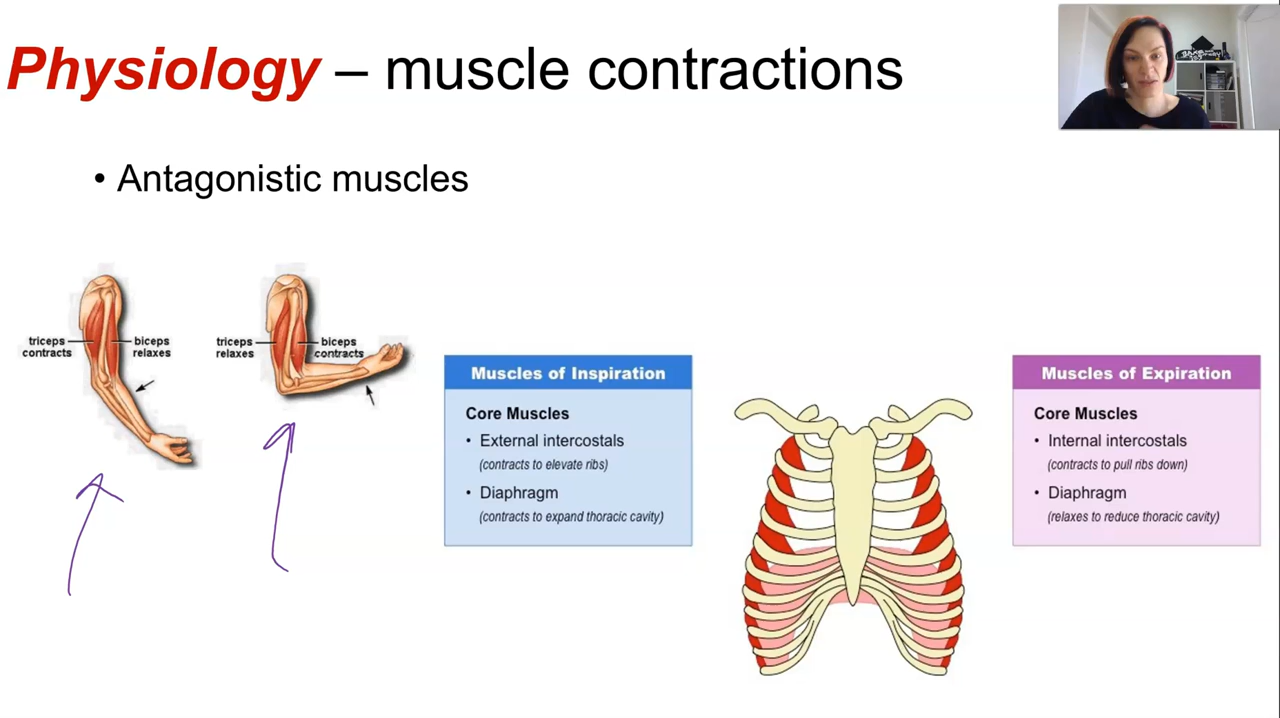 Physiology – muscle contractions
• Antagonistic muscles
triceps
contracts
biceps
relaxes
triceps
relaxes
biceps
contracts
Muscles of Inspiration
Core Muscles
• External intercostals
(contracts to elevate ribs)
• Diaphragm
(contracts to expand thoracic cavity)
Muscles of Expiration
Core Muscles
• Internal intercostals
(contracts to pull ribs down)
• Diaphragm
(relaxes to reduce thoracic cavity)